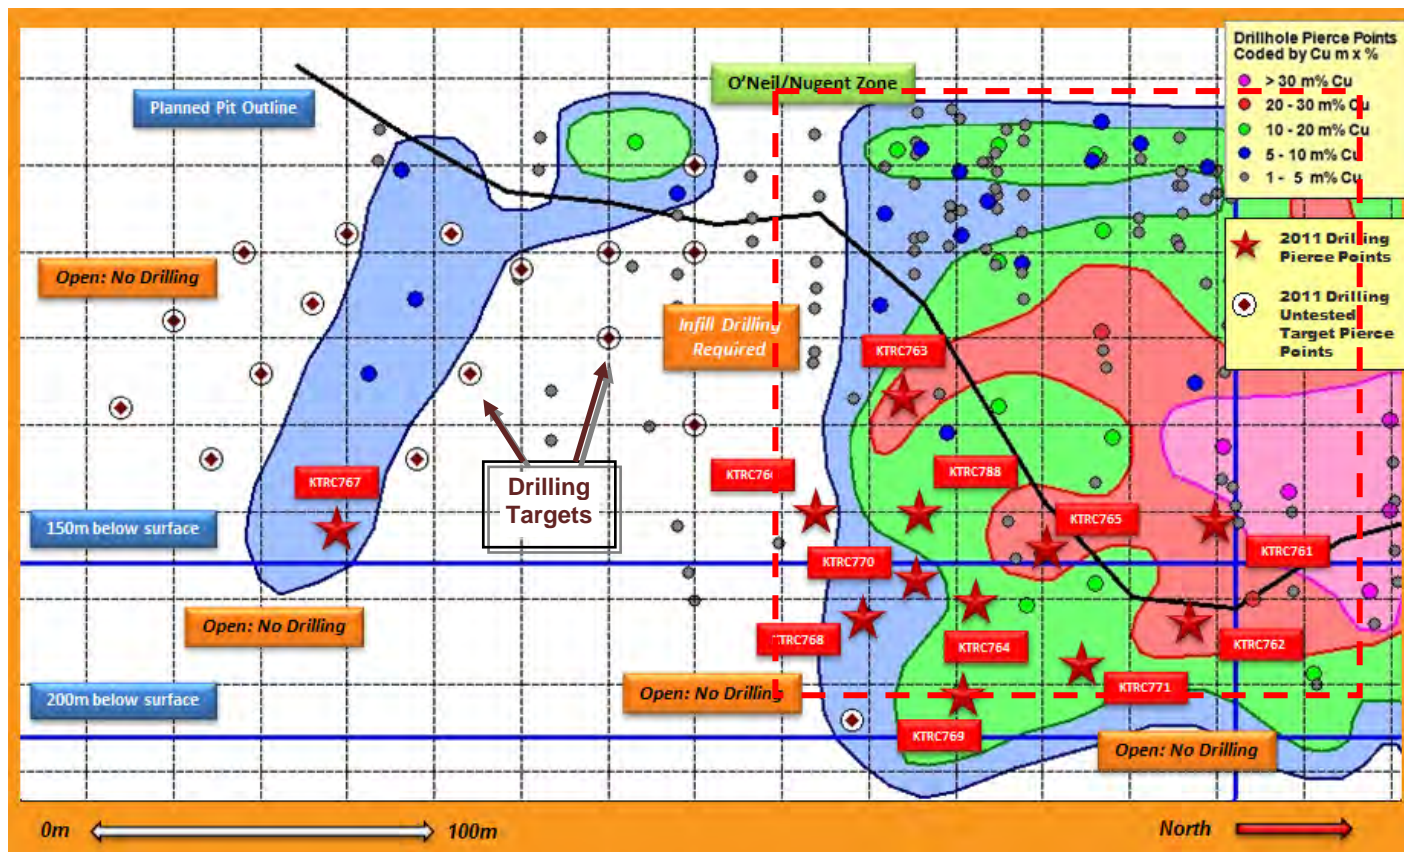 Drillhole Pierce Points
Coded by Cu m x %
> 30 m% Cu
20 - 30 m% Cu
10 - 20 m% Cu
5 - 10 m% Cu
1 - 5 m% Cu
O'Neil/Nugent Zone
Planned Pit Outline
2011 Drilling
Pierce Points
Open: No Drilling
2011 Drilling
Untested
Target Pierce
Points
Infill Drilling
Required
KTRC763
KTRC767
KTRC788
Drilling
Targets
KTRC765
150m below surface
KTRC770
KTRC761
Open: No Drilling
KTRC768
KTRC764
KTRC762
Open: No Drilling
200m below surface
KTRC771
KTRC769
Open: No Drilling
0m
100m
North